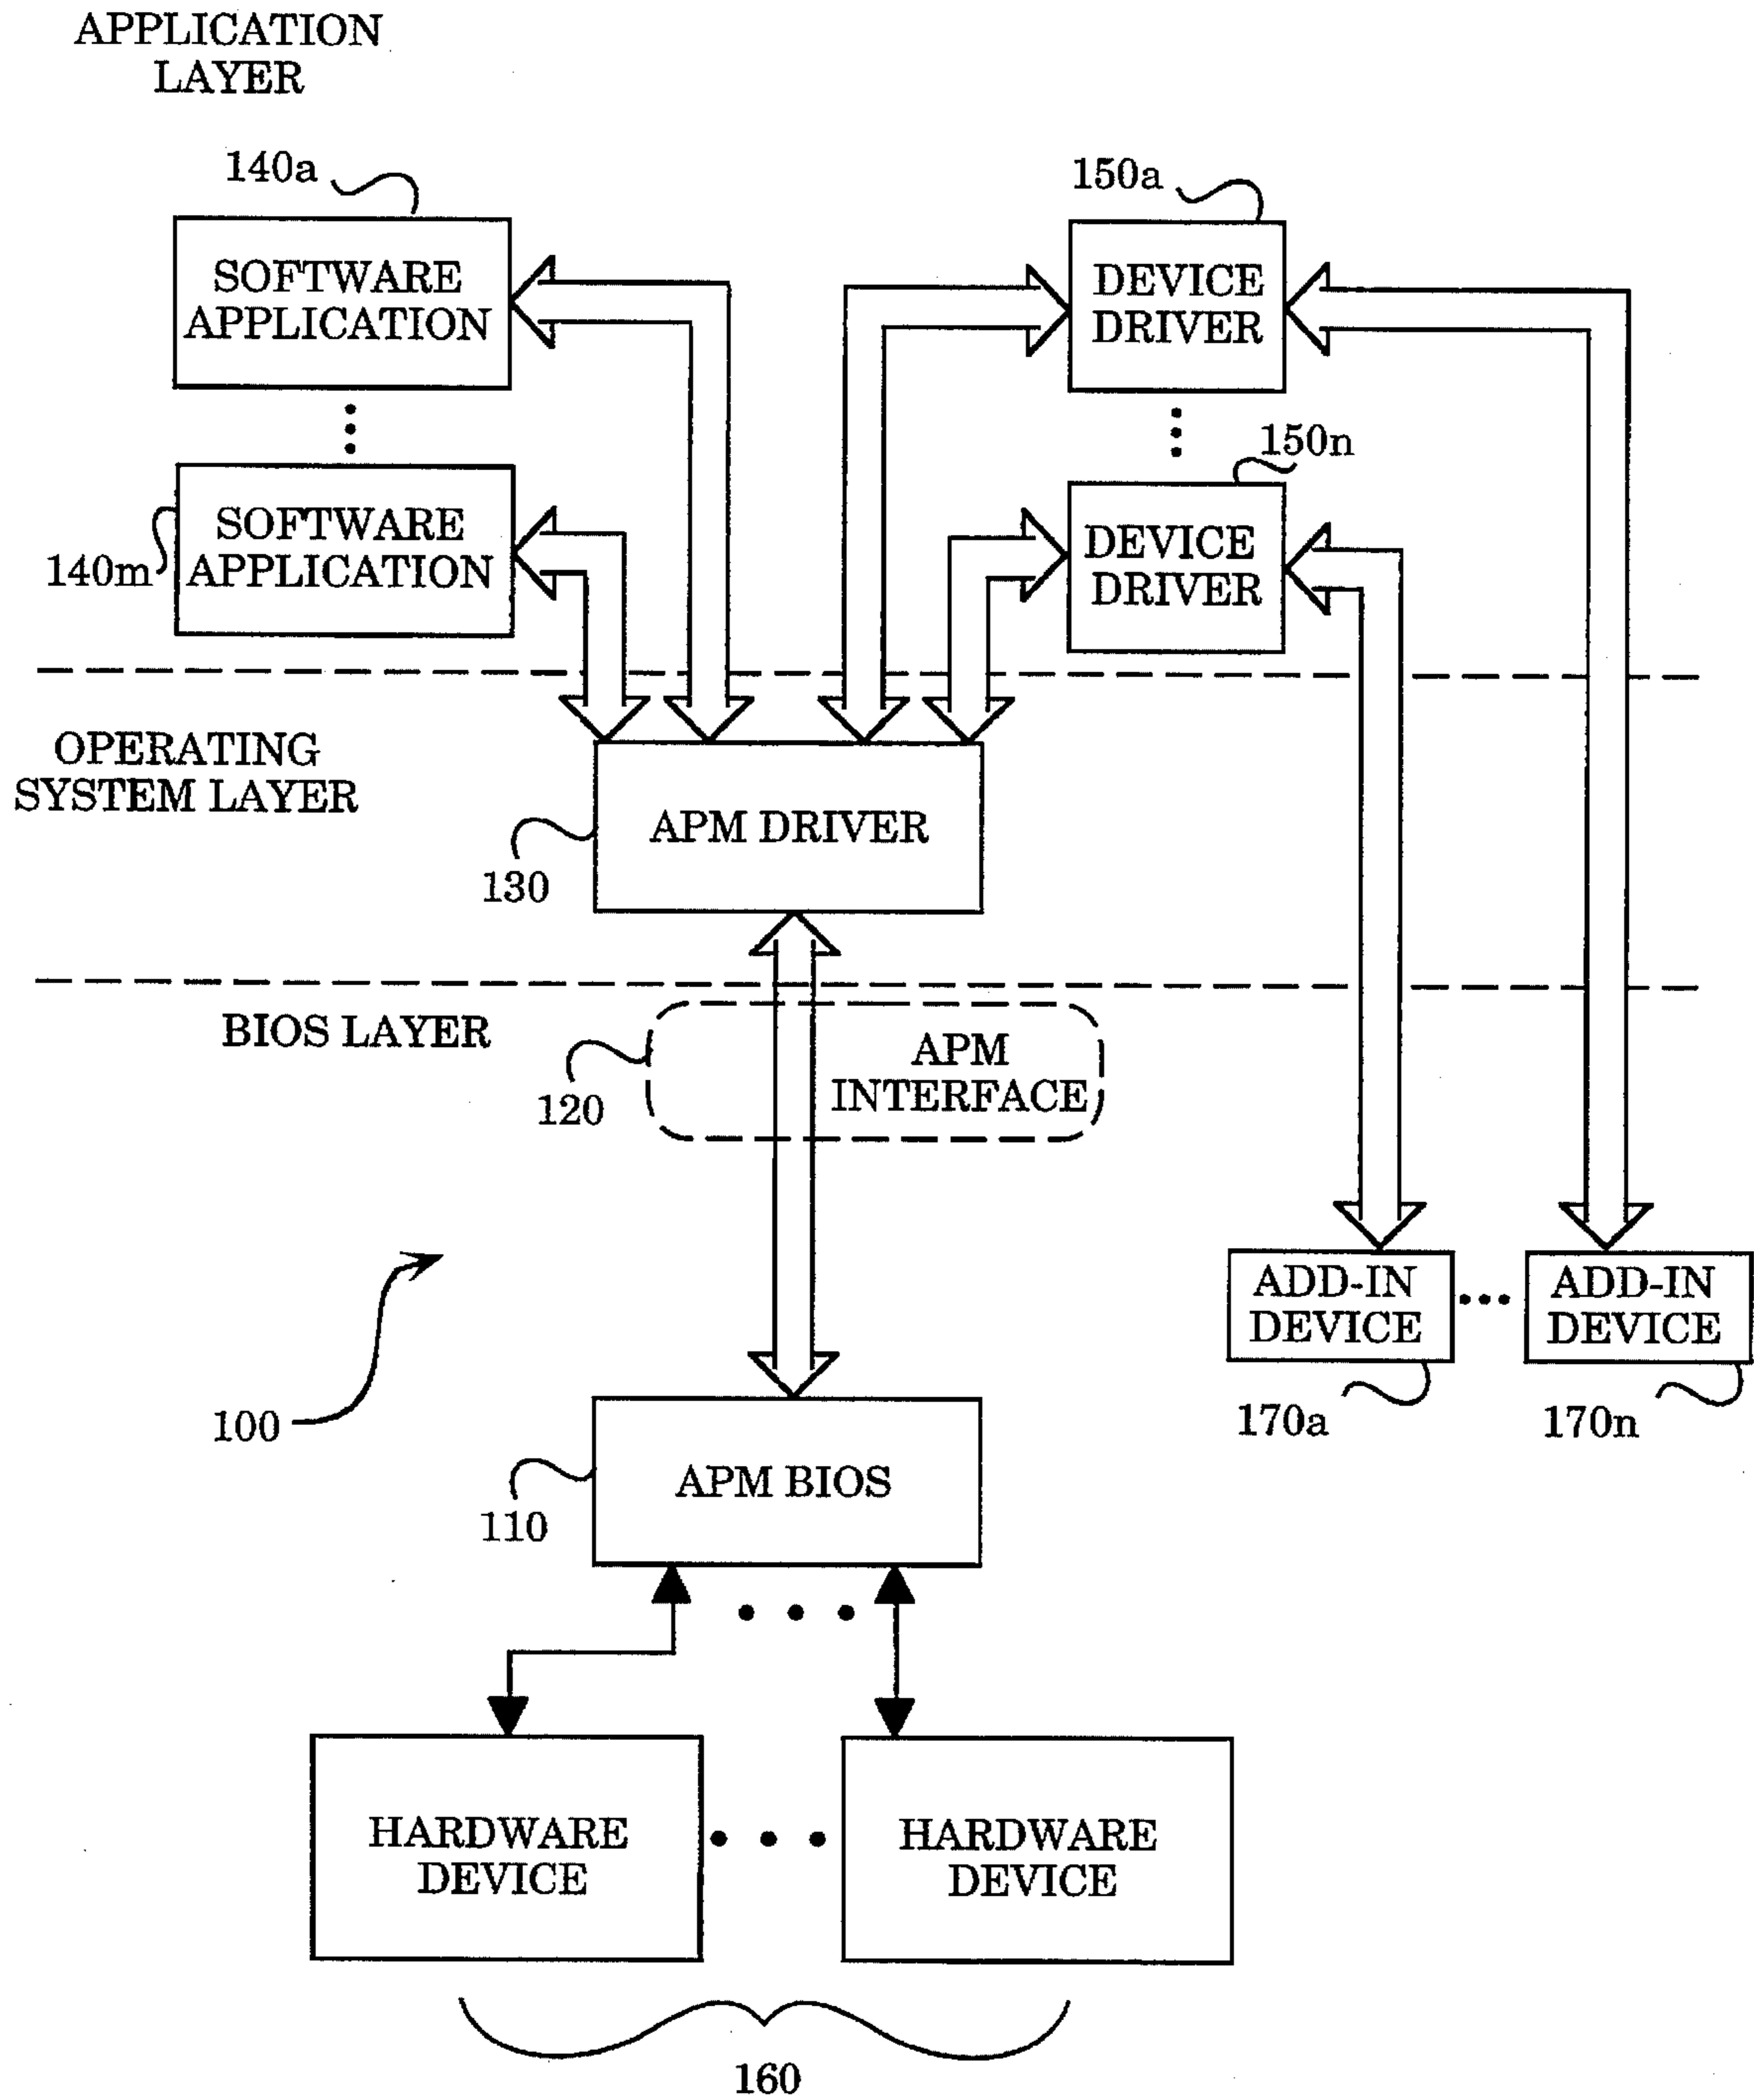 APPLICATION
LAYER
140a
150a
SOFTWARE
APPLICATION
DEVICE
DRIVER
150n
SOFTWARE
APPLICATION
140m
DEVICE
DRIVER
OPERATING
SYSTEM LAYER
APM DRIVER
130
BIOS LAYER
APM
INTERFACE
120
ADD-IN
DEVICE
ADD-IN
DEVICE
170a
170n
100
APM BIOS
110
HARDWARE
DEVICE
HARDWARE
DEVICE
160